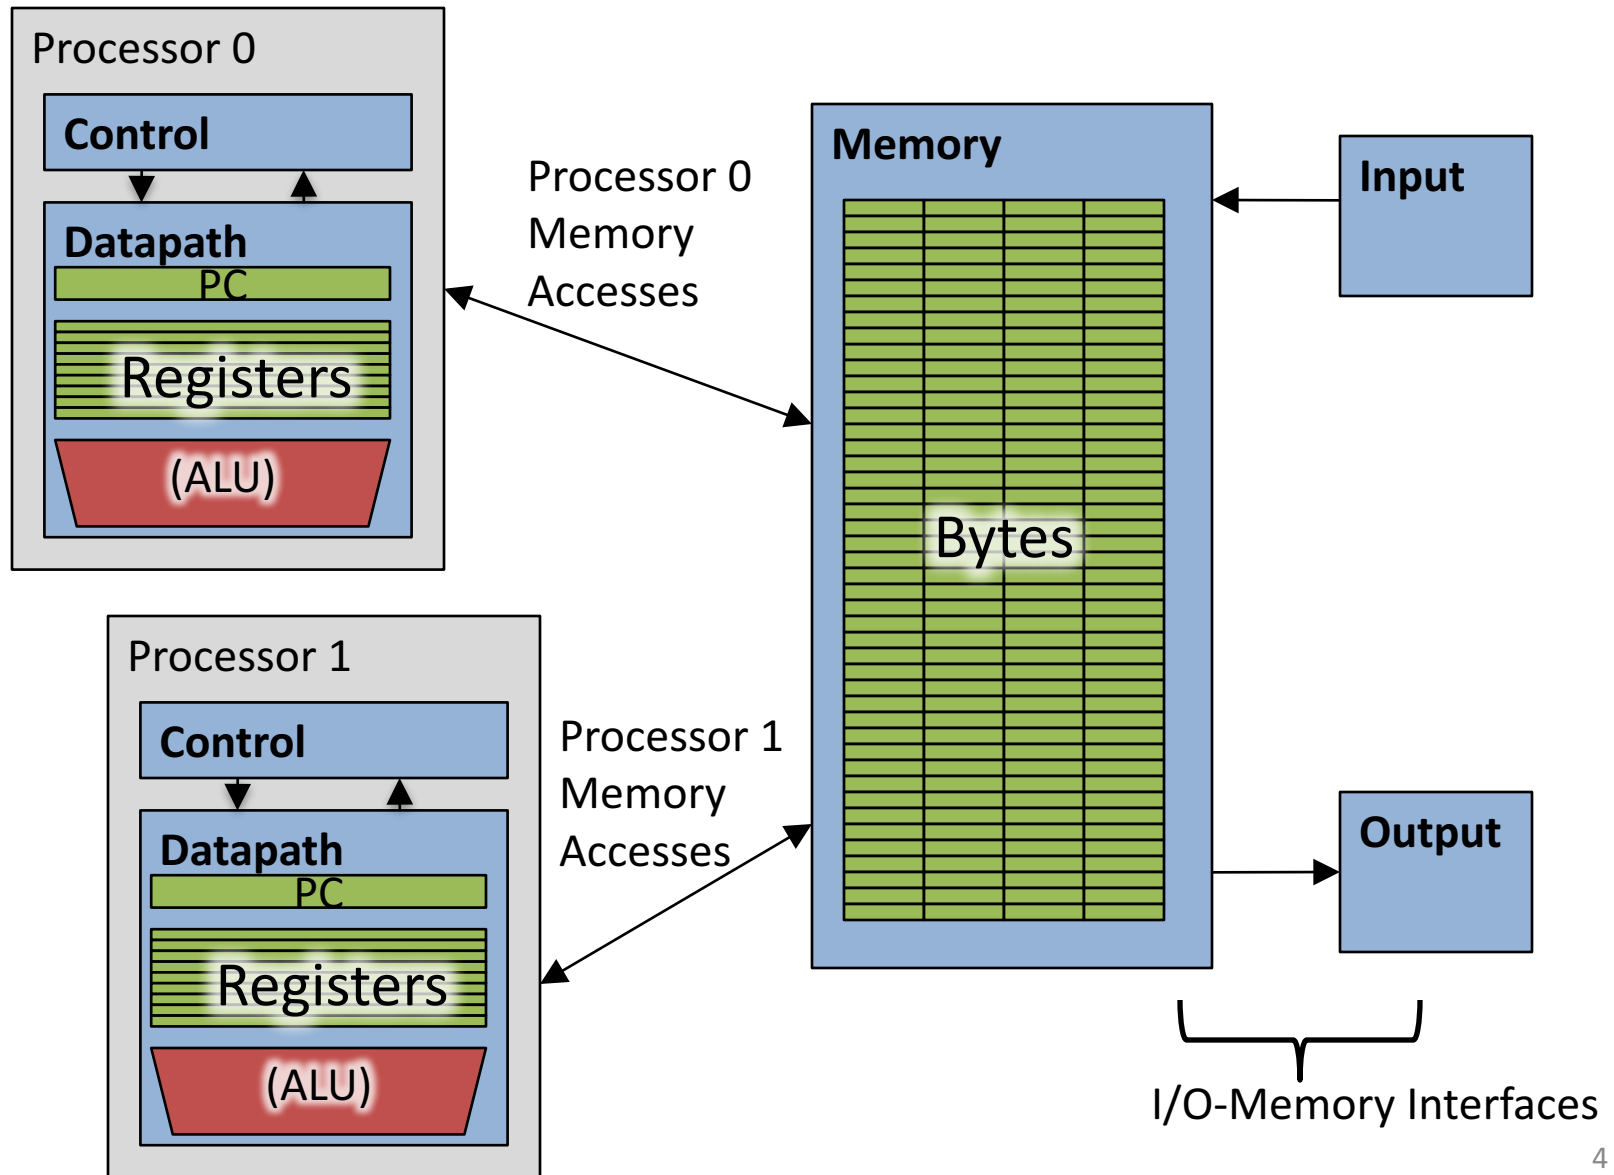 Processor 0
Control
Datapath
PC
Registers
(ALU)
Processor 0
Memory
Accesses
Memory
Bytes
Input
Processor 1
Control
Datapath
PC
Registers
(ALU)
Processor 1
Memory
Accesses
Output
I/O-Memory Interfaces
4